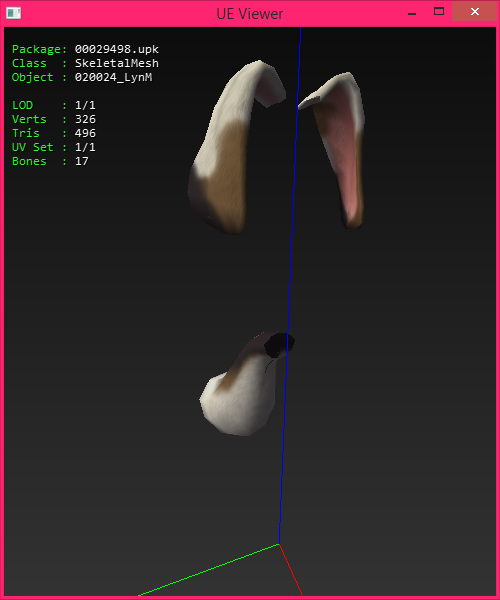 UE Viewer
Package: 00029498.upk
Class : SkeletalMesh
Object : 020024_LynM
LOD : 1/1
Verts : 326
Tris : 496
UV Set : 1/1
Bones : 17